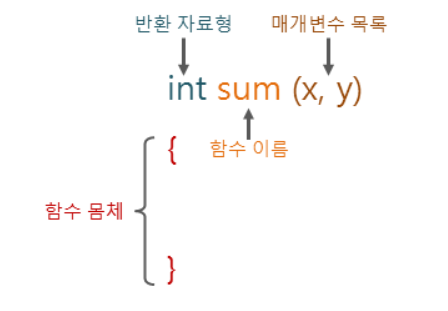 반환 자료형 매개변수 목록
int sum (x, y)
{ 함수 이름
함수 몸체
}